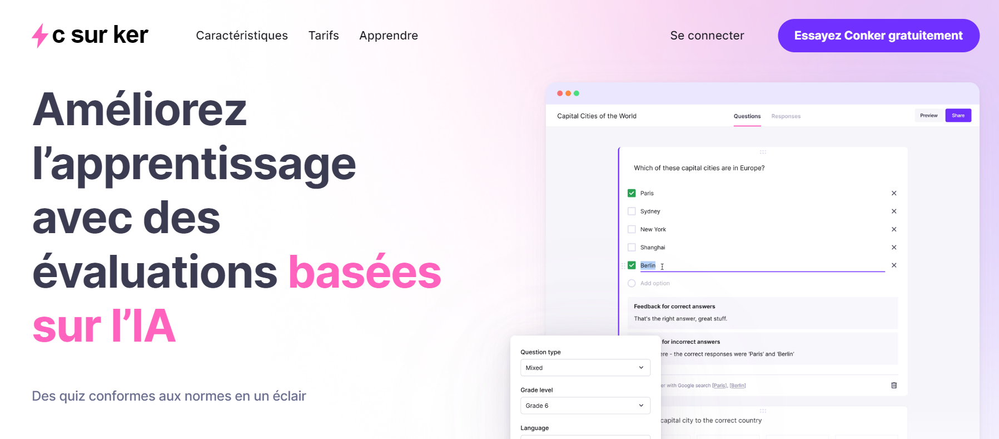 c sur ker
Caractéristiques
Tarifs
Apprendre
Se connecter
Essayez Conker gratuitement
Améliorez
l’apprentissage
avec des
évaluations basées
sur l’IA
Des quiz conformes aux normes en un éclair
Capital Cities of the World
Questions
Responses
Preview
Share
Which of these capital cities are in Europe?
Paris
Sydney
New York
Shanghai
Berlin
Add option
Feedback for correct answers
That's the right answer, great stuff.
for incorrect answers
ere - the correct responses were ‘Paris’ and ‘Berlin’
er with Google search [Paris], [Berlin]
capital city to the correct country
Question type
Mixed
Grade level
Grade 6
Language